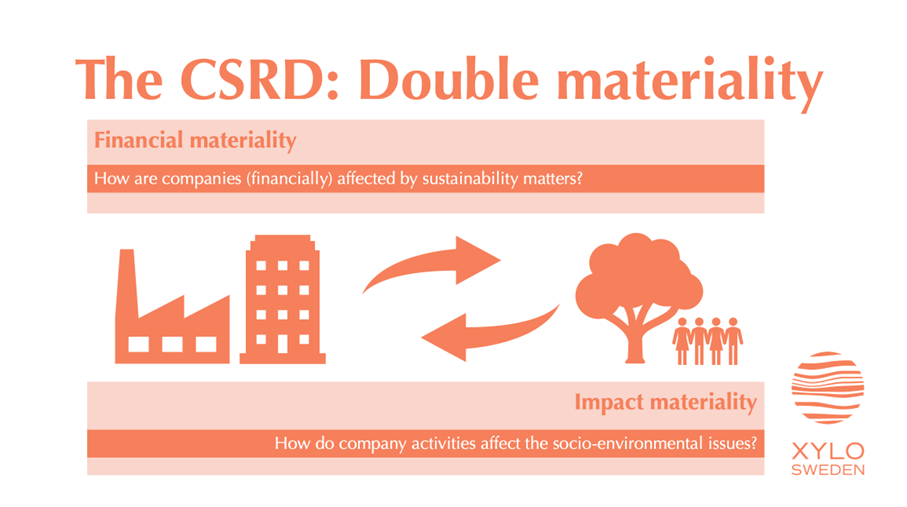 The CSRD: Double materiality
Financial materiality
How are companies (financially) affected by sustainability matters?
Impact materiality
How do company activities affect the socio-environmental issues?
XYLO
SWEDEN